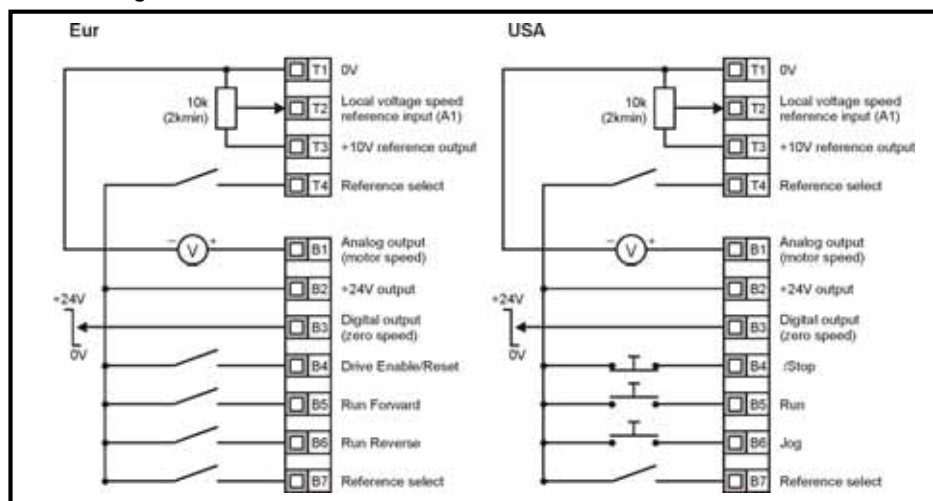 Eur
10k
(2kmin)
T1 0V
T2 Local voltage speed
reference input (A1)
T3 +10V reference output
T4 Reference select
- V +
B1 Analog output
(motor speed)
B2 +24V output
+24V
0V
B3 Digital output
(zero speed)
B4 Drive Enable/Reset
B5 Run Forward
B6 Run Reverse
B7 Reference select
USA
10k
(2kmin)
T1 0V
T2 Local voltage speed
reference input (A1)
T3 +10V reference output
T4 Reference select
- V +
B1 Analog output
(motor speed)
B2 +24V output
+24V
0V
B3 Digital output
(zero speed)
B4 /Stop
B5 Run
B6 Jog
B7 Reference select